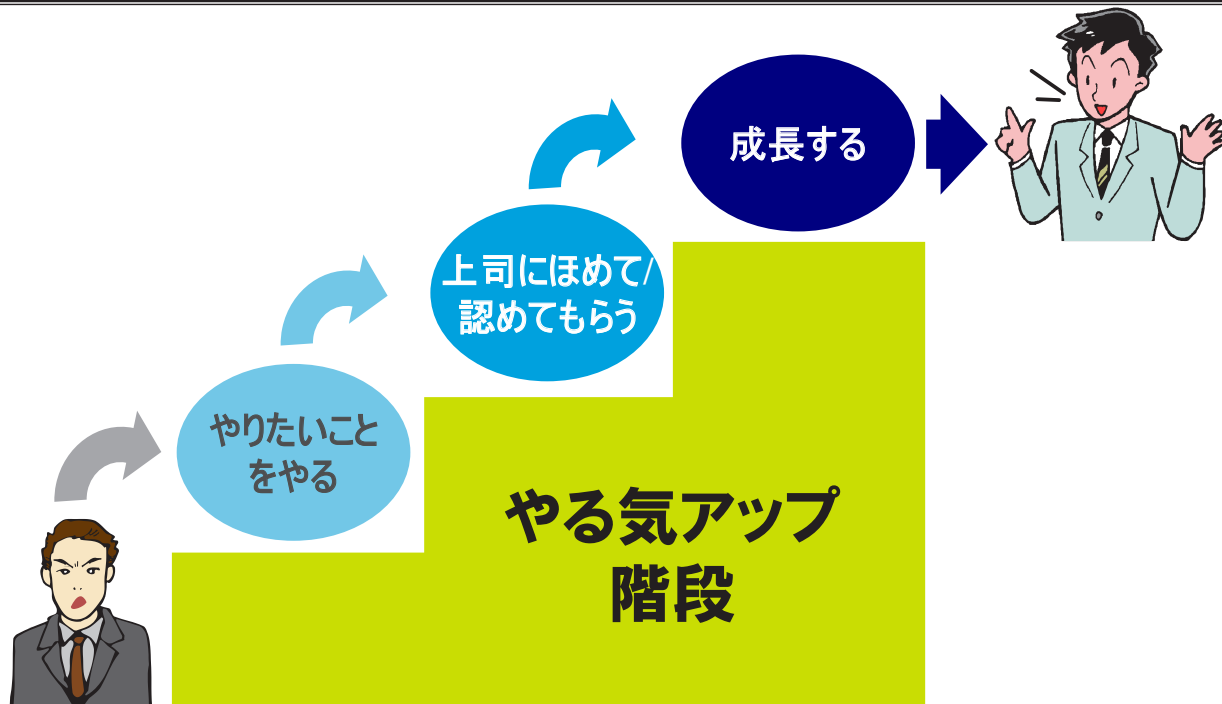 成長する
上司にほめて/
認めてもらう
やりたいこと
をやる
やる気アップ
階段